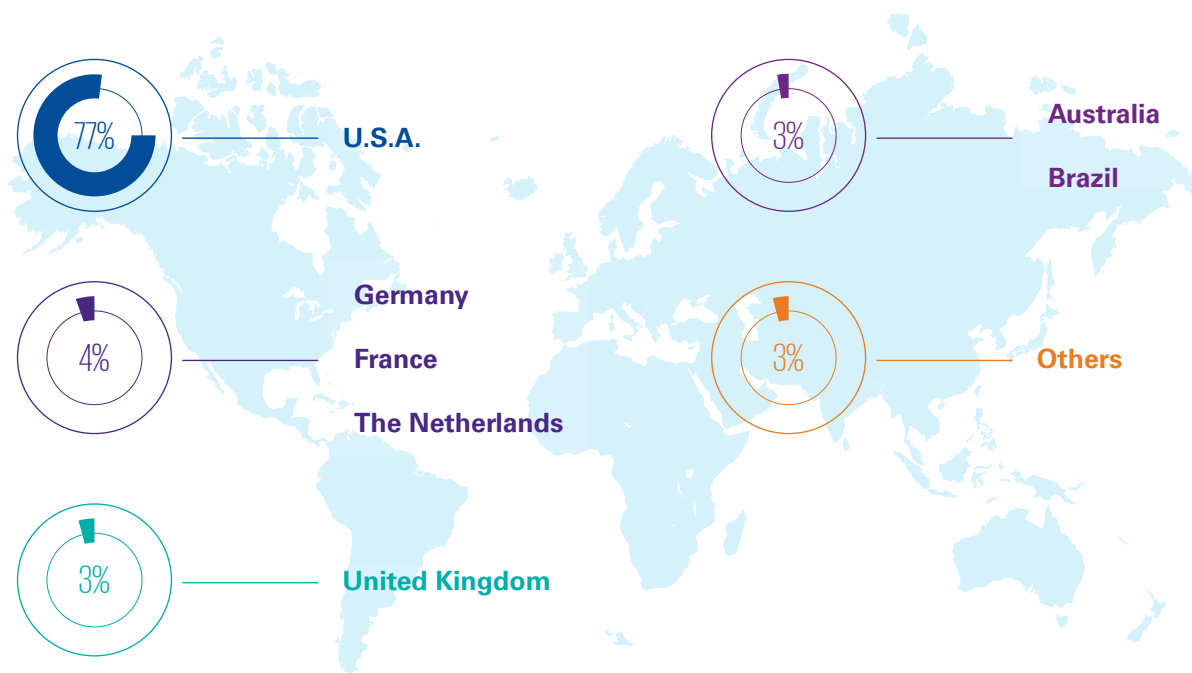 77%
U.S.A.
4%
Germany
France
The Netherlands
3%
United Kingdom
3%
Australia
Brazil
3%
Others